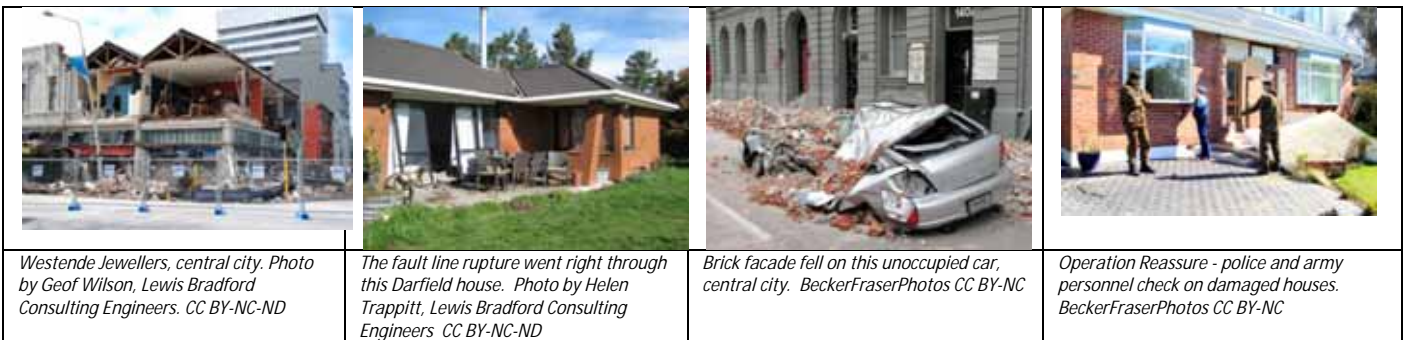 Westende Jewellers, central city. Photo
by Geof Wilson, Lewis Bradford
Consulting Engineers. CC BY-NC-ND
The fault line rupture went right through
this Darfield house.  Photo by Helen
Trappitt, Lewis Bradford Consulting
Engineers  CC BY-NC-ND
Brick facade fell on this unoccupied car,
central city.  BeckerFraserPhotos CC BY-NC
Operation Reassure - police and army
personnel check on damaged houses.
BeckerFraserPhotos CC BY-NC